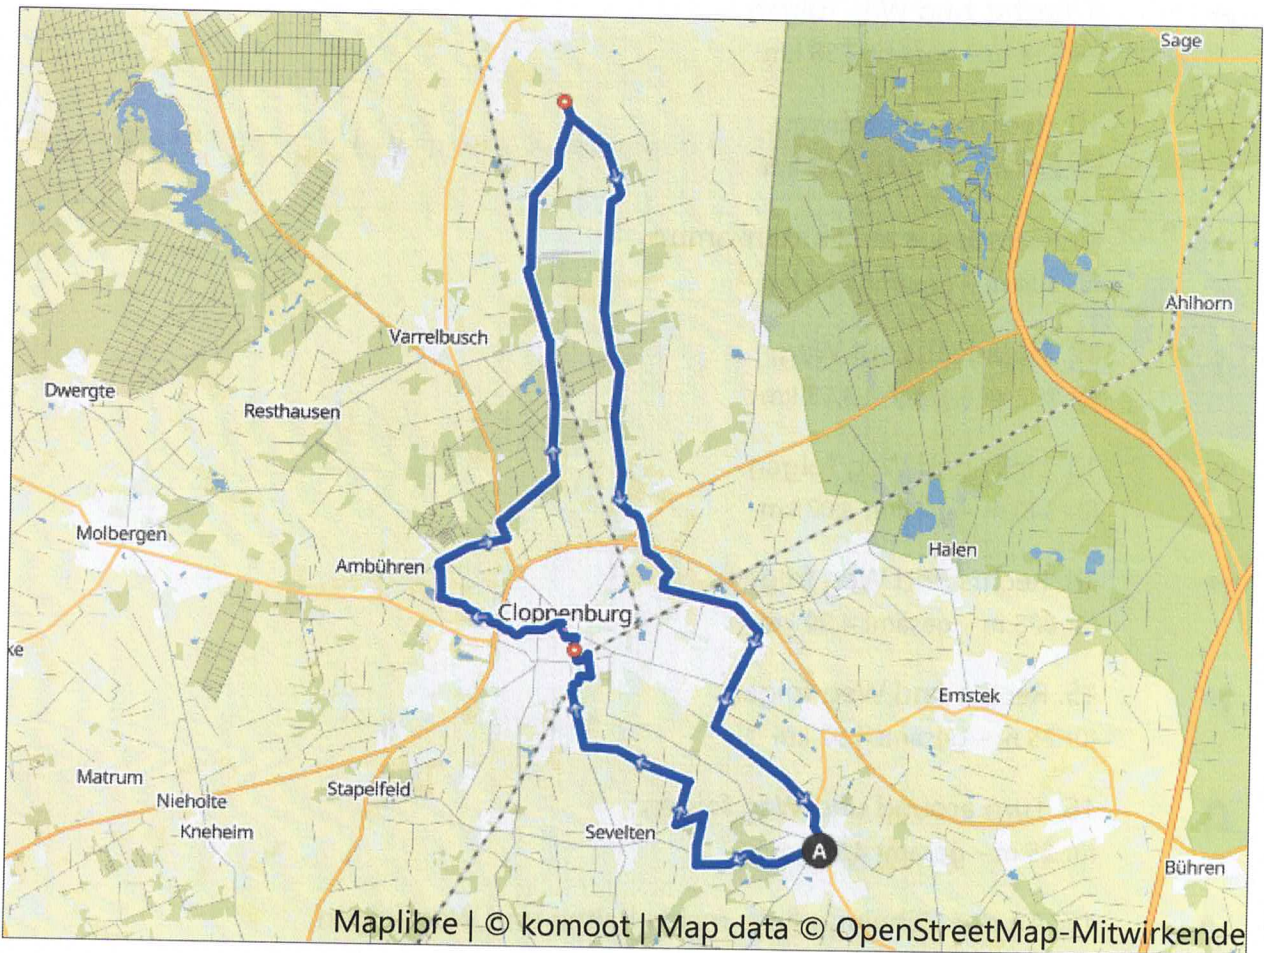 Sage
Ahlhorn
Varrelbusch
Dwergte
Resthausen
Molbergen
Halen
Ambühren
Cloppenburg
ke
Emstek
Matrum
Stapelfeld
Nieholte
Kneheim
Sevelten
A
Bühren
Maplibre | © komoot | Map data © OpenStreetMap-Mitwirkende